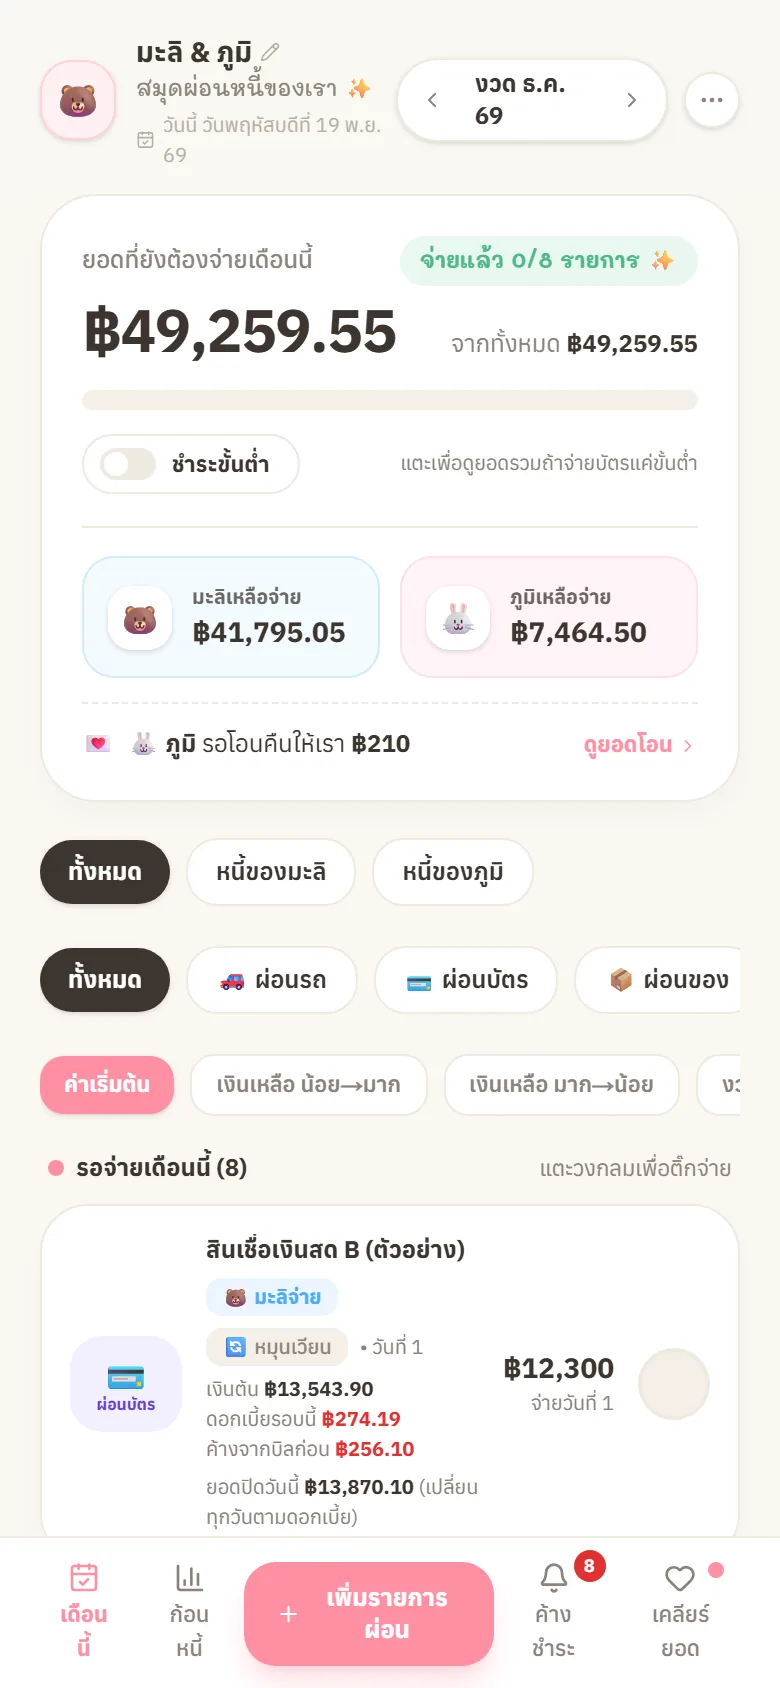 มะลิ & ภูมิ
สมุดผ่อนหนี้ของเรา ✨
วันนี้ วันพฤหัสบดีที่ 19 พ.ย.
69
งวด ธ.ค.
69
ยอดที่ยังต้องจ่ายเดือนนี้
จ่ายแล้ว 0/8 รายการ ✨
฿49,259.55
จากทั้งหมด ฿49,259.55
ชำระขั้นต่ำ
แตะเพื่อดูยอดรวมถ้าจ่ายบัตรแค่ขั้นต่ำ
มะลิเหลือจ่าย
฿41,795.05
ภูมิเหลือจ่าย
฿7,464.50
ภูมิ รอโอนคืนให้เรา ฿210
ดูยอดโอน
ทั้งหมด
หนี้ของมะลิ
หนี้ของภูมิ
ทั้งหมด
ผ่อนรถ
ผ่อนบัตร
ผ่อนของ
ค่าเริ่มต้น
เงินเหลือ น้อย→มาก
เงินเหลือ มาก→น้อย
รอจ่ายเดือนนี้ (8)
แตะวงกลมเพื่อติ๊กจ่าย
สินเชื่อเงินสด B (ตัวอย่าง)
มะลิจ่าย
หมุนเวียน • วันที่ 1
ผ่อนบัตร
เงินต้น ฿13,543.90
ดอกเบี้ยรอบนี้ ฿274.19
ค้างจากบิลก่อน ฿256.10
ยอดปิดวันนี้ ฿13,870.10 (เปลี่ยน
ทุกวันตามดอกเบี้ย)
฿12,300
จ่ายวันที่ 1
เดือน
นี้
ก้อน
หนี้
+ เพิ่มรายการ
ผ่อน
8
ค้าง
ชำระ
เคลียร์
ยอด